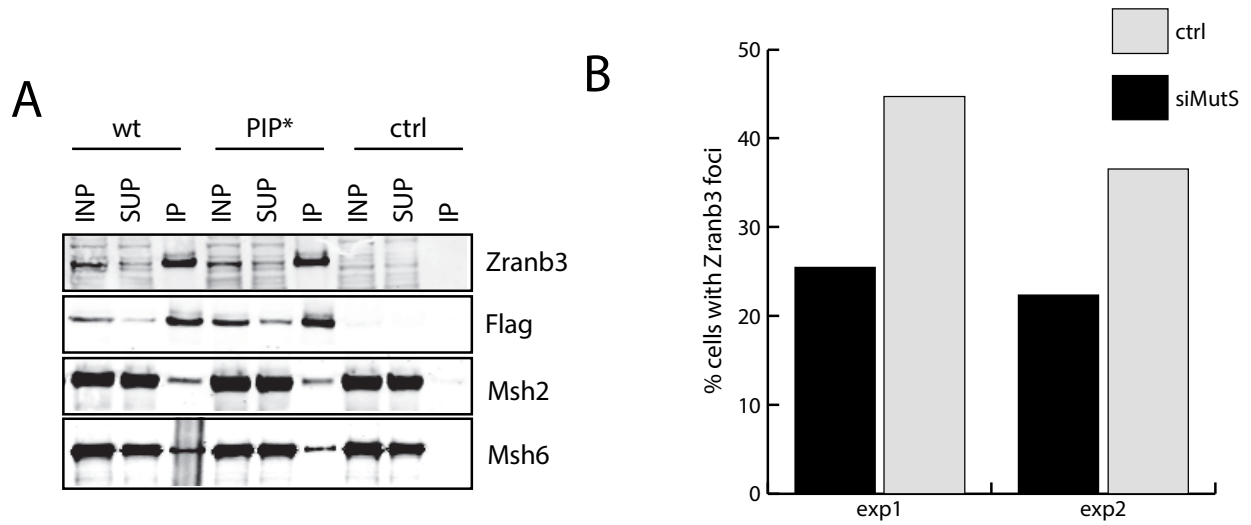 A
wt PIP* ctrl
INP SUP IP INP SUP IP INP SUP IP
Zranb3
Flag
Msh2
Msh6
B
ctrl
siMutS
% cells with Zranb3 foci
50
40
30
20
10
0
exp1 exp2